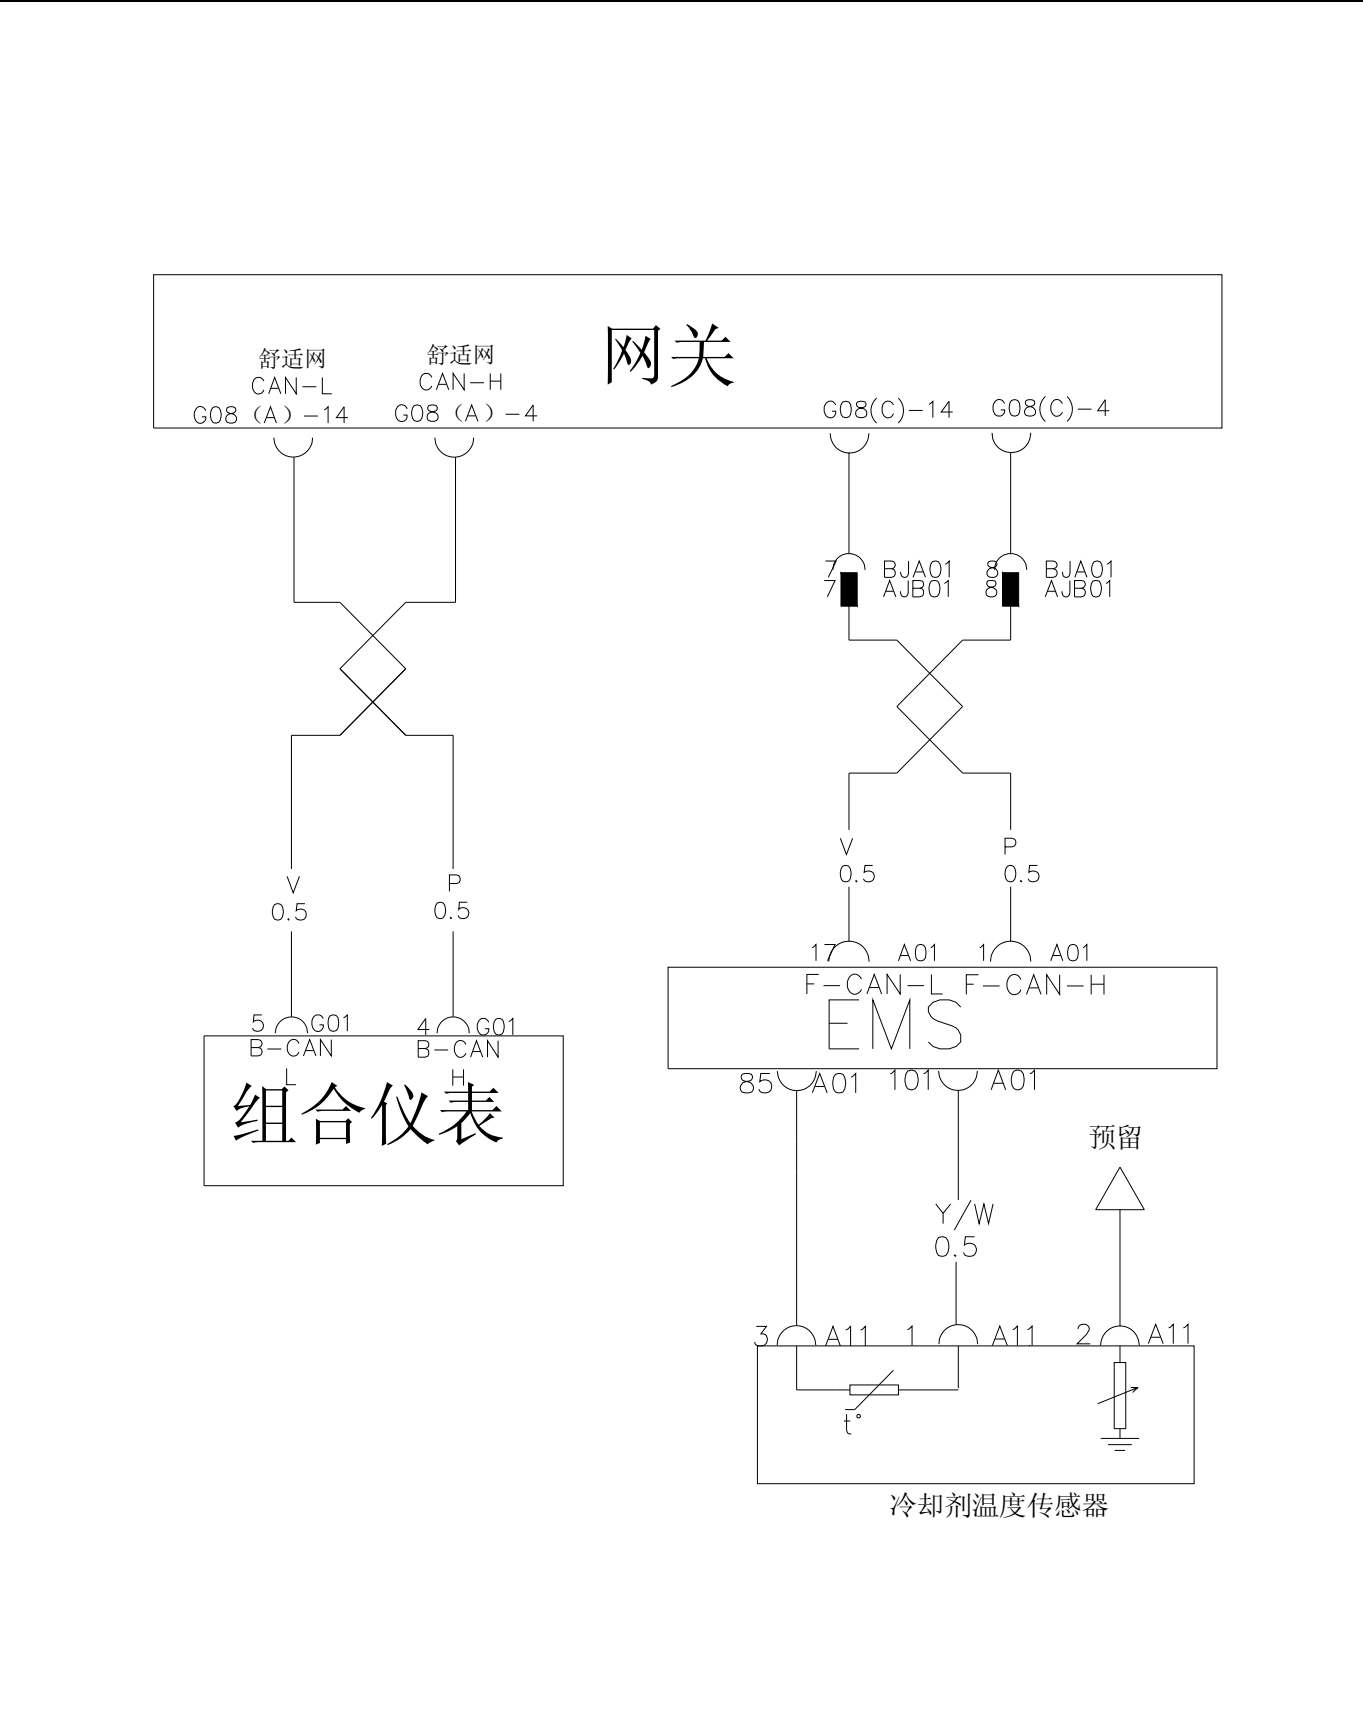 网关
舒适网
CAN-L
G08（A）-14
舒适网
CAN-H
G08（A）-4
G08(C)-14
G08(C)-4
7 BJA01
7 AJB01
8 BJA01
8 AJB01
V
0.5
P
0.5
V
0.5
P
0.5
17 A01
1 A01
F-CAN-L
F-CAN-H
EMS
5 G01
B-CAN
L
4 G01
B-CAN
H
组合仪表
85 A01
101 A01
预留
Y/W
0.5
3 A11
1 A11
2 A11
t°
冷却剂温度传感器